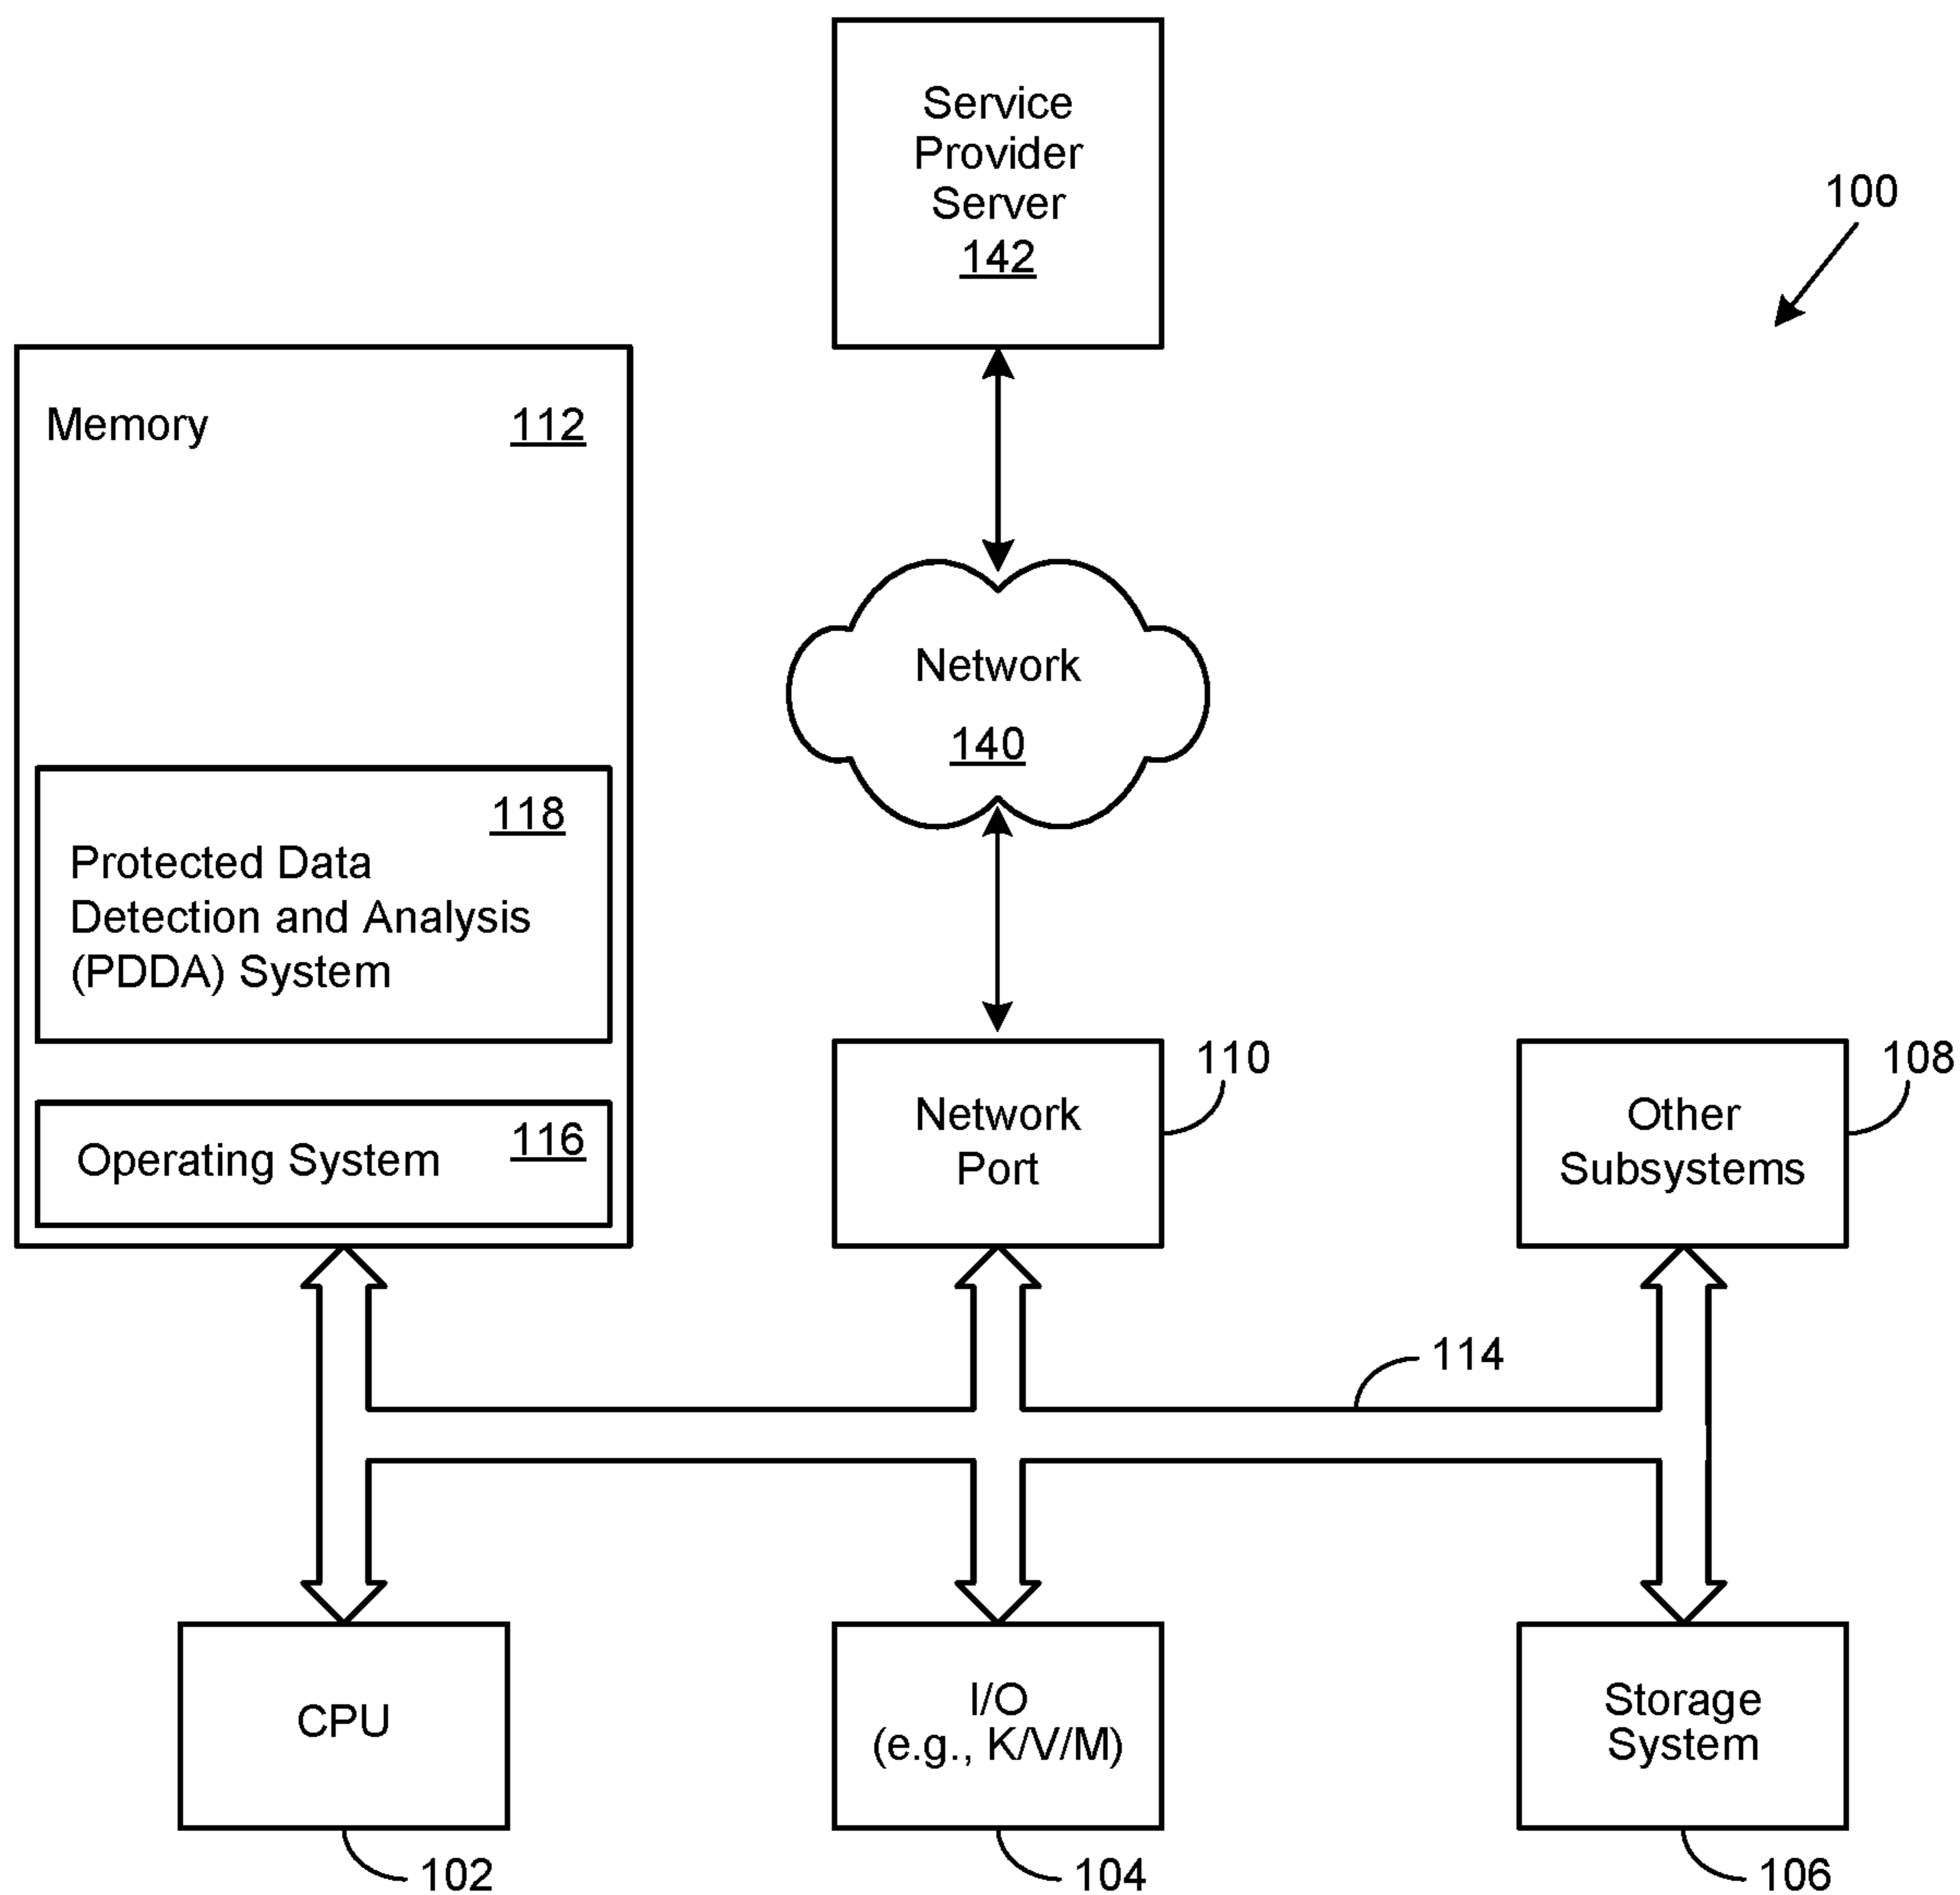 Service
Provider
Server
142
100
Memory 112
Network
140
118
Protected Data
Detection and Analysis
(PDDA) System
Operating System 116
Network
Port
110
Other
Subsystems
108
114
CPU
102
I/O
(e.g., K/V/M)
104
Storage
System
106